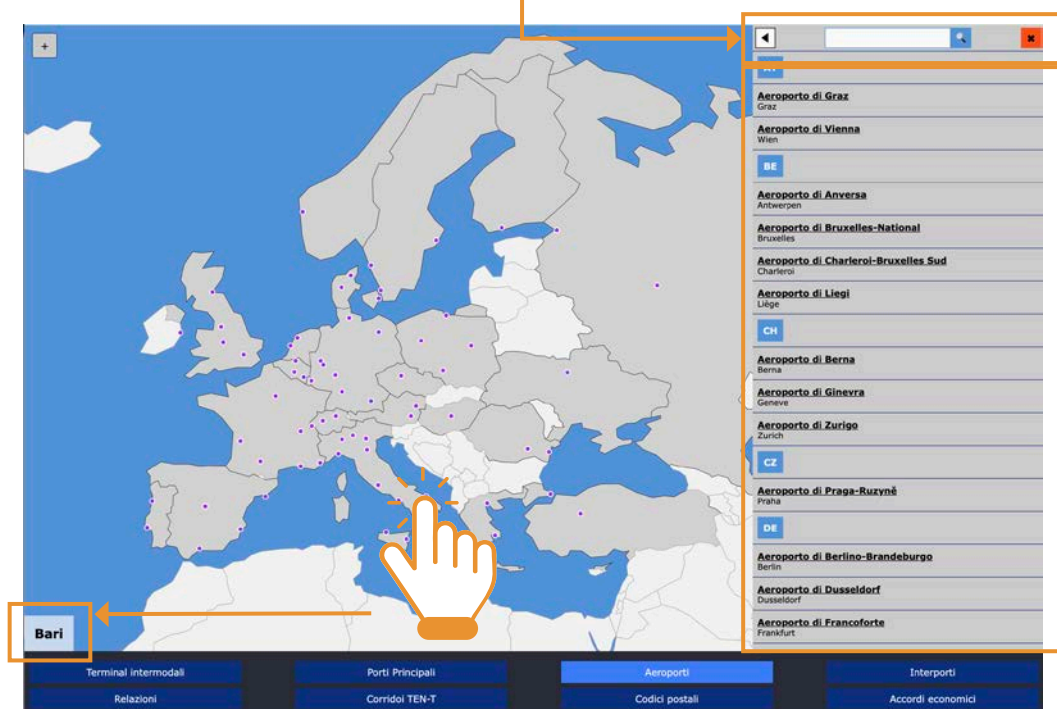 +
AT
Aeroporto di Graz
Graz
Aeroporto di Vienna
Wien
BE
Aeroporto di Anversa
Antwerpen
Aeroporto di Bruxelles-National
Bruxelles
Aeroporto di Charleroi-Bruxelles Sud
Charleroi
Aeroporto di Liegi
Liège
CH
Aeroporto di Berna
Berna
Aeroporto di Ginevra
Geneve
Aeroporto di Zurigo
Zurich
CZ
Aeroporto di Praga-Ruzyně
Praha
DE
Aeroporto di Berlino-Brandeburgo
Berlin
Aeroporto di Dusseldorf
Dusseldorf
Aeroporto di Francoforte
Frankfurt
Bari
Terminal intermodali
Porti Principali
Aeroporti
Interporti
Relazioni
Corridoi TEN-T
Codici postali
Accordi economici